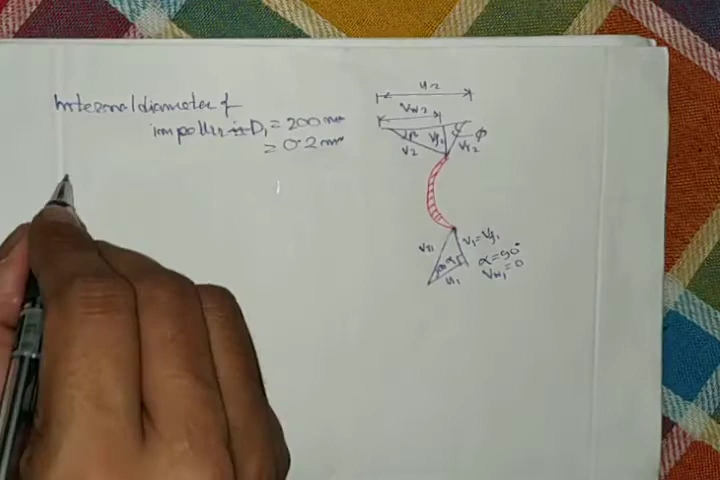 Internal diameter of
impeller is D₁ = 200 mm
= 0.2 m
u₂
Vw₂
β
Vf₂
φ
V₂
Vr₂
Vr₁
V₁ = Vf₁
α = 90°
Vw₁ = 0
θ
α
u₁